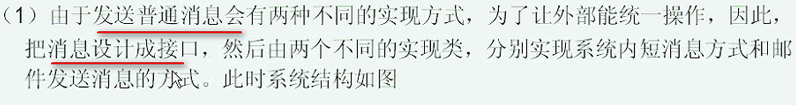 （1）由于发送普通消息会有两种不同的实现方式，为了让外部能统一操作，因此，
把消息设计成接口，然后由两个不同的实现类，分别实现系统内短消息方式和邮
件发送消息的方式。此时系统结构如图